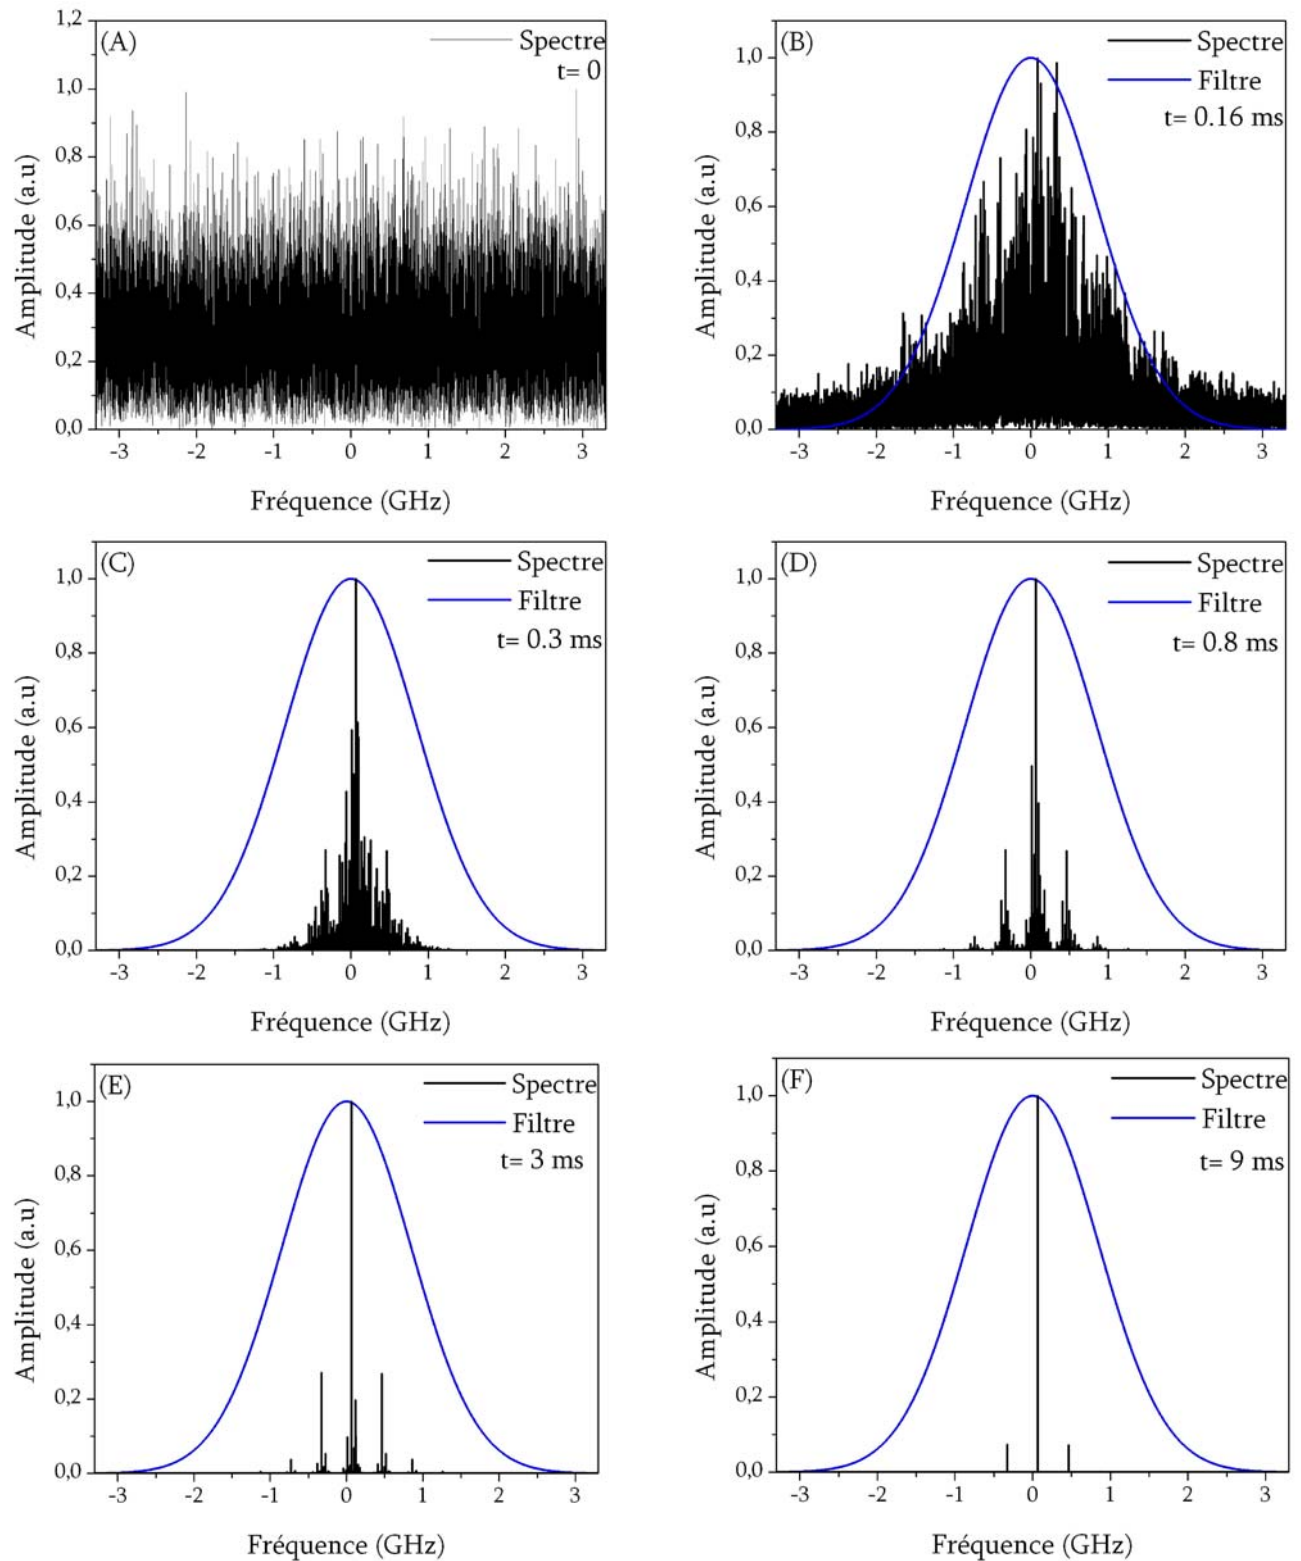 (A)
Spectre
t= 0
1,2
1,0
0,8
0,6
0,4
0,2
0,0
Amplitude (a.u)
-3 -2 -1 0 1 2 3
Fréquence (GHz)
(B)
Spectre
Filtre
t= 0.16 ms
1,0
0,8
0,6
0,4
0,2
0,0
Amplitude (a.u)
-3 -2 -1 0 1 2 3
Fréquence (GHz)
(C)
Spectre
Filtre
t= 0.3 ms
1,0
0,8
0,6
0,4
0,2
0,0
Amplitude (a.u)
-3 -2 -1 0 1 2 3
Fréquence (GHz)
(D)
Spectre
Filtre
t= 0.8 ms
1,0
0,8
0,6
0,4
0,2
0,0
Amplitude (a.u)
-3 -2 -1 0 1 2 3
Fréquence (GHz)
(E)
Spectre
Filtre
t= 3 ms
1,0
0,8
0,6
0,4
0,2
0,0
Amplitude (a.u)
-3 -2 -1 0 1 2 3
Fréquence (GHz)
(F)
Spectre
Filtre
t= 9 ms
1,0
0,8
0,6
0,4
0,2
0,0
Amplitude (a.u)
-3 -2 -1 0 1 2 3
Fréquence (GHz)